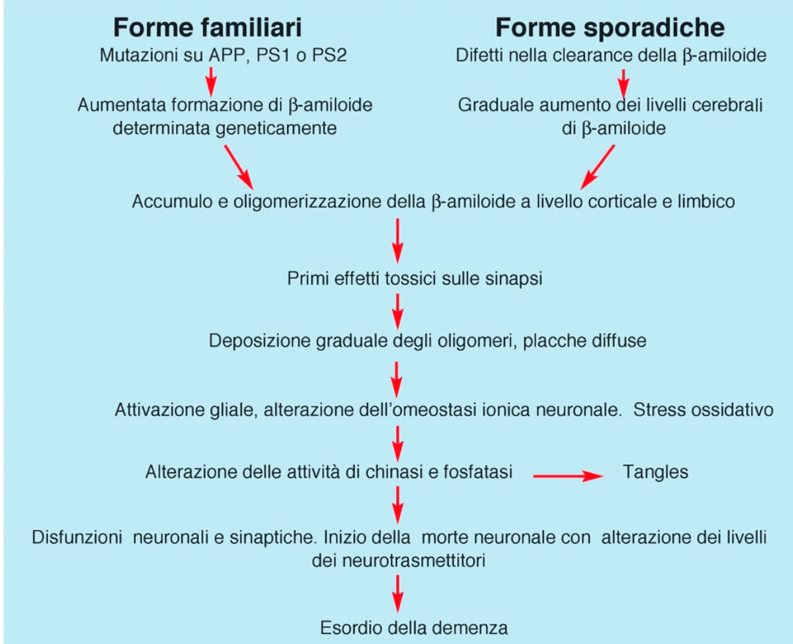 Forme familiari
Mutazioni su APP, PS1 o PS2
Aumentata formazione di β-amiloide
determinata geneticamente
Forme sporadiche
Difetti nella clearance della β-amiloide
Graduale aumento dei livelli cerebrali
di β-amiloide
Accumulo e oligomerizzazione della β-amiloide a livello corticale e limbico
Primi effetti tossici sulle sinapsi
Deposizione graduale degli oligomeri, placche diffuse
Attivazione gliale, alterazione dell'omeostasi ionica neuronale. Stress ossidativo
Alterazione delle attività di chinasi e fosfatasi
Tangles
Disfunzioni neuronali e sinaptiche. Inizio della morte neuronale con alterazione dei livelli
dei neurotrasmettitori
Esordio della demenza